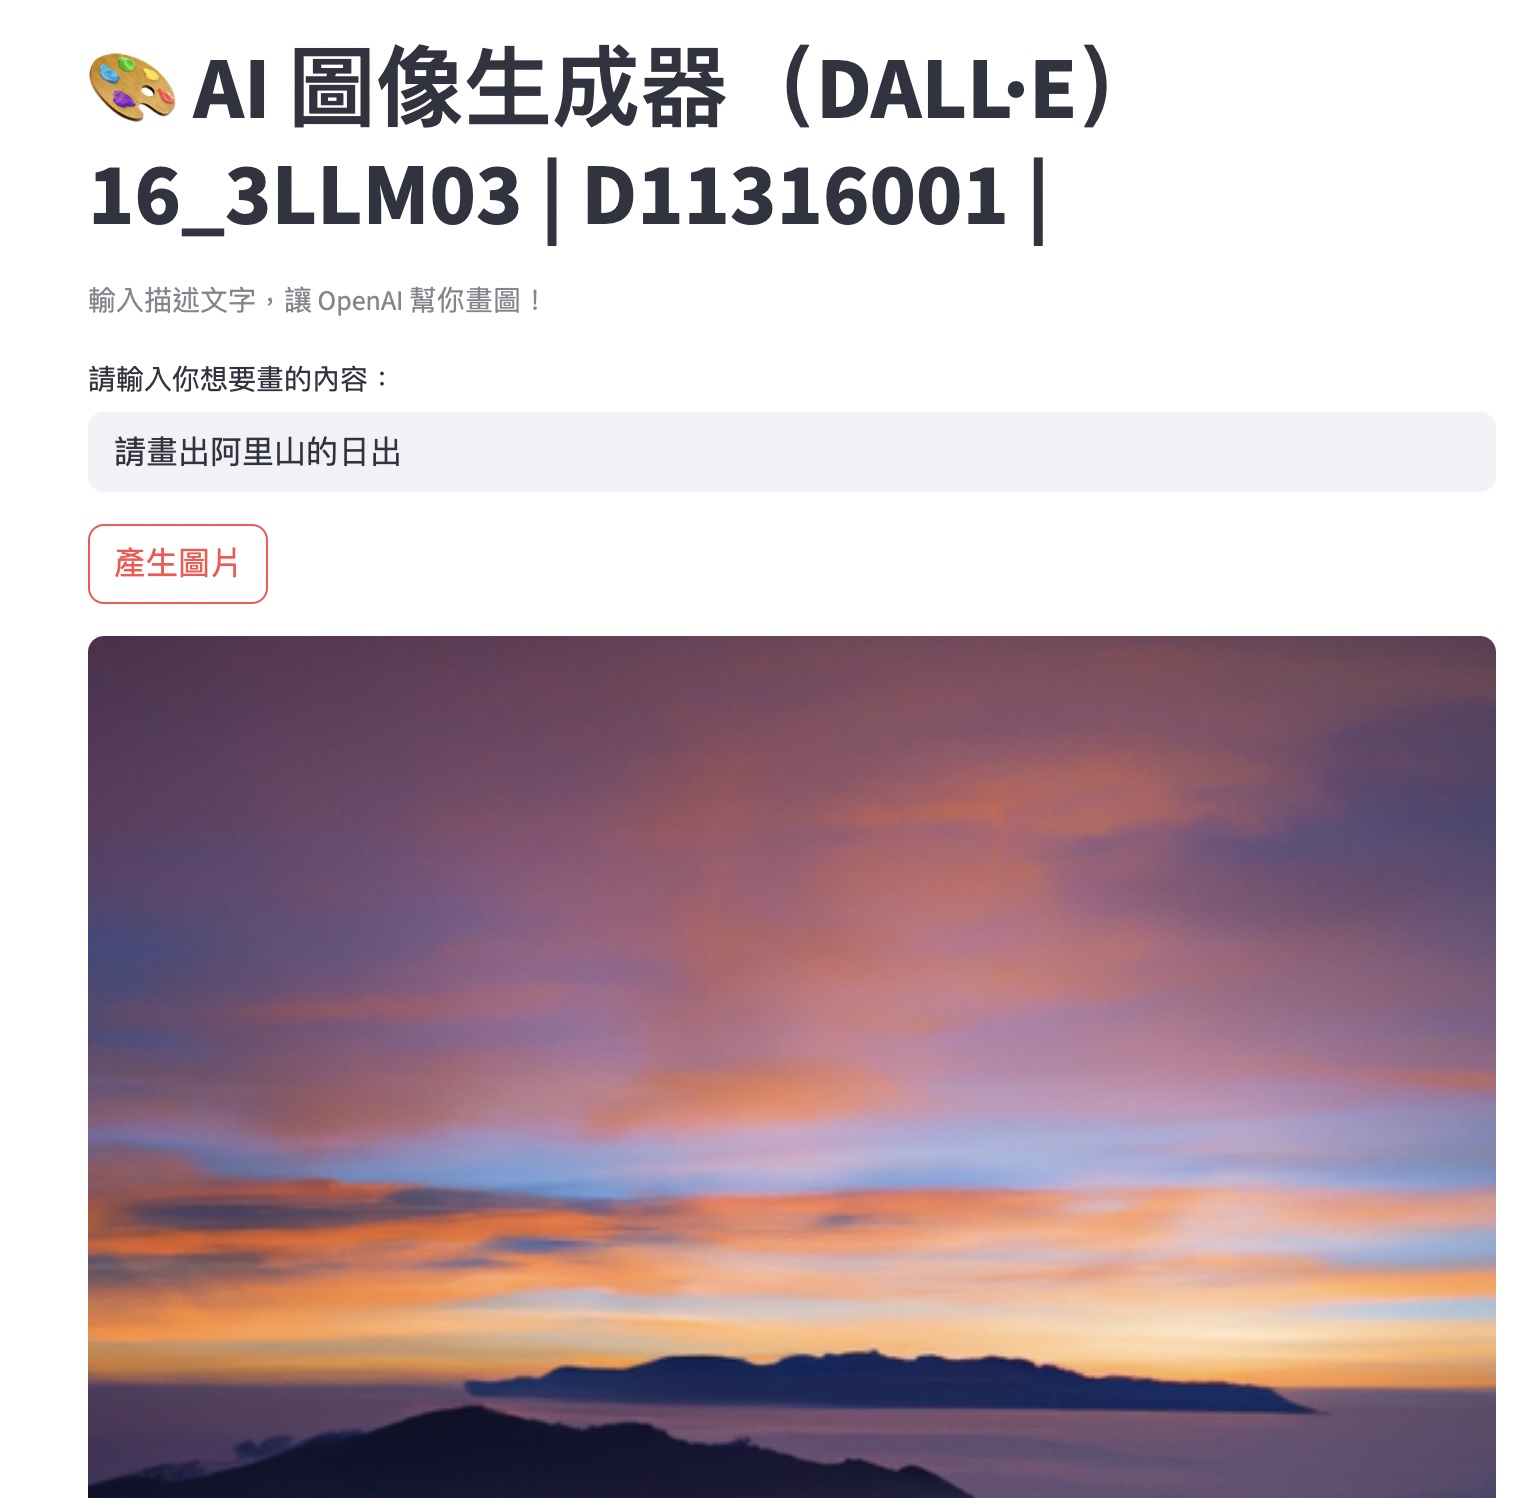 🎨 AI 圖像生成器（DALL·E）
16_3LLM03 | D11316001 |
輸入描述文字，讓 OpenAI 幫你畫圖！
請輸入你想要畫的內容：
請畫出阿里山的日出
產生圖片